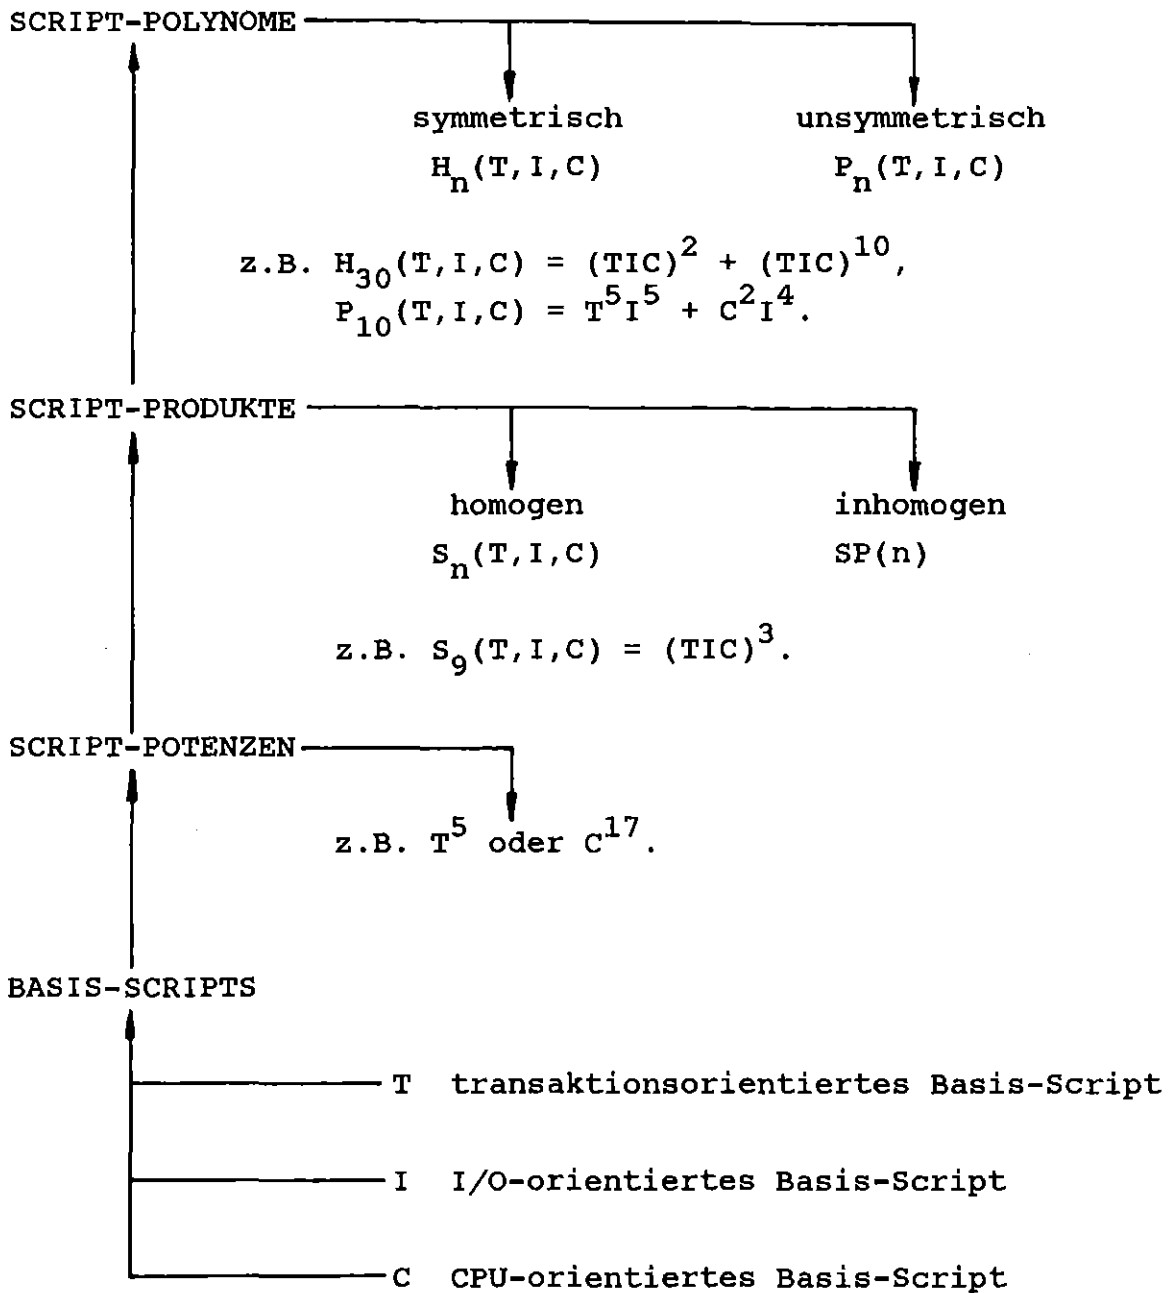 SCRIPT-POLYNOME
symmetrisch unsymmetrisch
H_n(T,I,C) P_n(T,I,C)
z.B. H_30(T,I,C) = (TIC)^2 + (TIC)^10,
P_10(T,I,C) = T^5I^5 + C^2I^4.
SCRIPT-PRODUKTE
homogen inhomogen
S_n(T,I,C) SP(n)
z.B. S_9(T,I,C) = (TIC)^3.
SCRIPT-POTENZEN
z.B. T^5 oder C^17.
BASIS-SCRIPTS
T transaktionsorientiertes Basis-Script
I I/O-orientiertes Basis-Script
C CPU-orientiertes Basis-Script